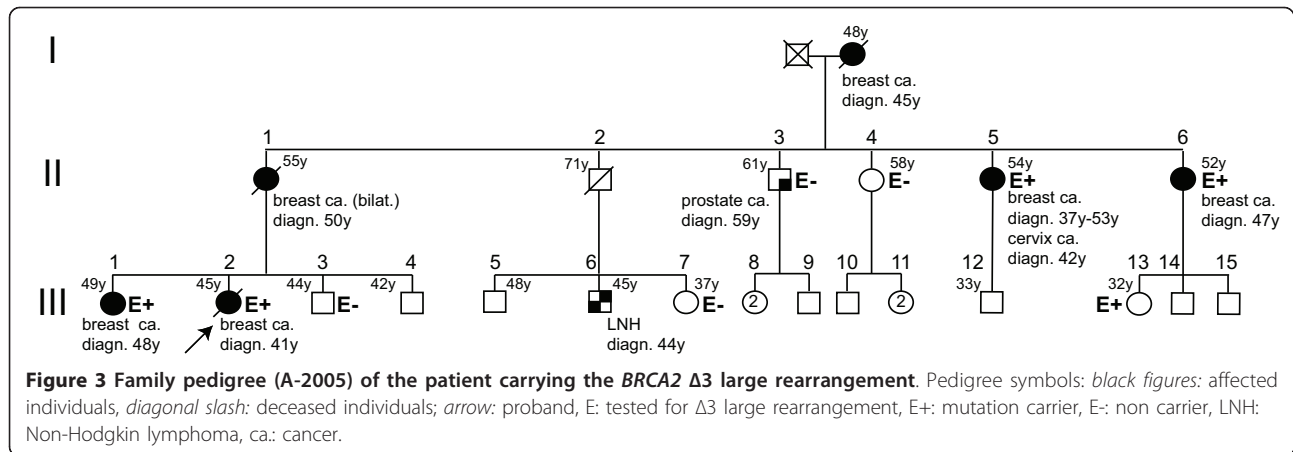 I
48y
breast ca.
diagn. 45y
II
1 2 3 4 5 6
55y 71y 61y 58y 54y 52y
E- E- E+ E+
breast ca. (bilat.)
diagn. 50y
prostate ca.
diagn. 59y
breast ca.
diagn. 37y-53y
cervix ca.
diagn. 42y
breast ca.
diagn. 47y
III
1 2 3 4 5 6 7 8 9 10 11 12 13 14 15
49y 45y 44y 42y 48y 45y 37y 33y 32y
E+ E+ E- E- 2 2 E+
breast ca.
diagn. 48y
breast ca.
diagn. 41y
LNH
diagn. 44y
Figure 3 Family pedigree (A-2005) of the patient carrying the BRCA2 Δ3 large rearrangement. Pedigree symbols: black figures: affected
individuals, diagonal slash: deceased individuals; arrow: proband, E: tested for Δ3 large rearrangement, E+: mutation carrier, E-: non carrier, LNH:
Non-Hodgkin lymphoma, ca.: cancer.